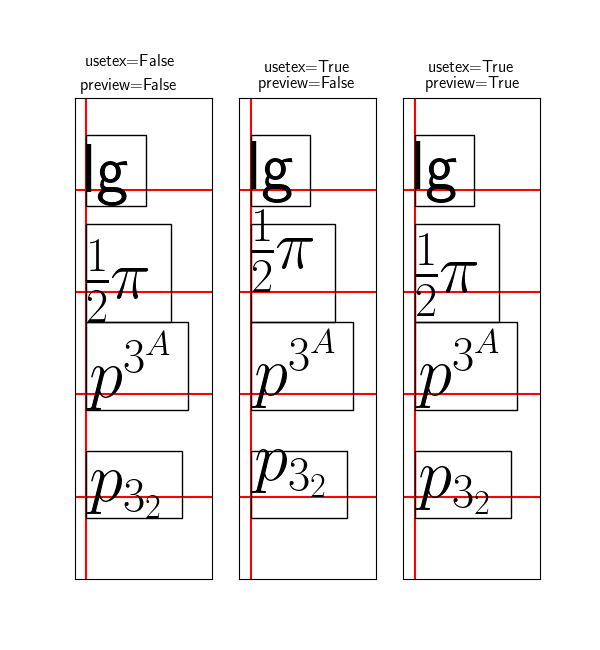 usetex=False
preview=False
lg
$\frac{1}{2}\pi$
$p^{3^A}$
$p_{3_2}$
usetex=True
preview=False
lg
$\frac{1}{2}\pi$
$p^{3^A}$
$p_{3_2}$
usetex=True
preview=True
lg
$\frac{1}{2}\pi$
$p^{3^A}$
$p_{3_2}$